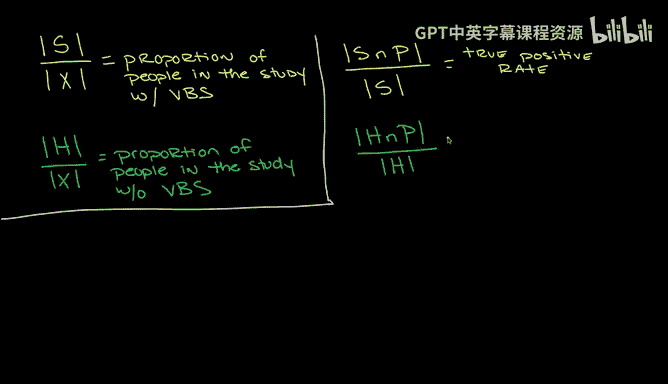 GPT中英字幕课程资源 bilibili
|S|
|X|
= PROPORTION OF
PEOPLE IN THE STUDY
W/ VBS
|H|
|X|
= PROPORTION OF
PEOPLE IN THE STUDY
W/O VBS
|S∩P|
|S|
= TRUE POSITIVE
RATE
|H∩P|
|H|